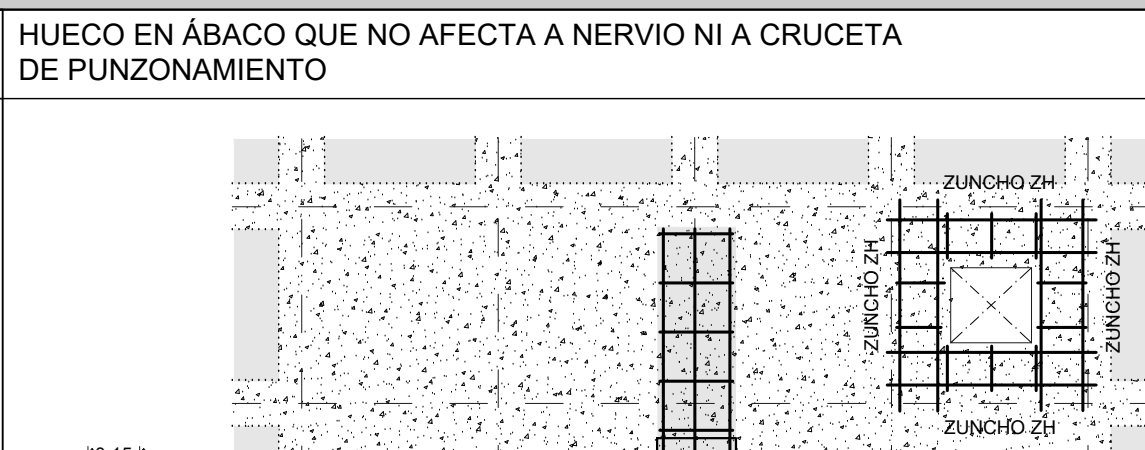 HUECO EN ÁBACO QUE NO AFECTA A NERVIO NI A CRUCETA
DE PUNZONAMIENTO
ZUNCHO ZH
ZUNCHO ZH
ZUNCHO ZH
ZUNCHO ZH